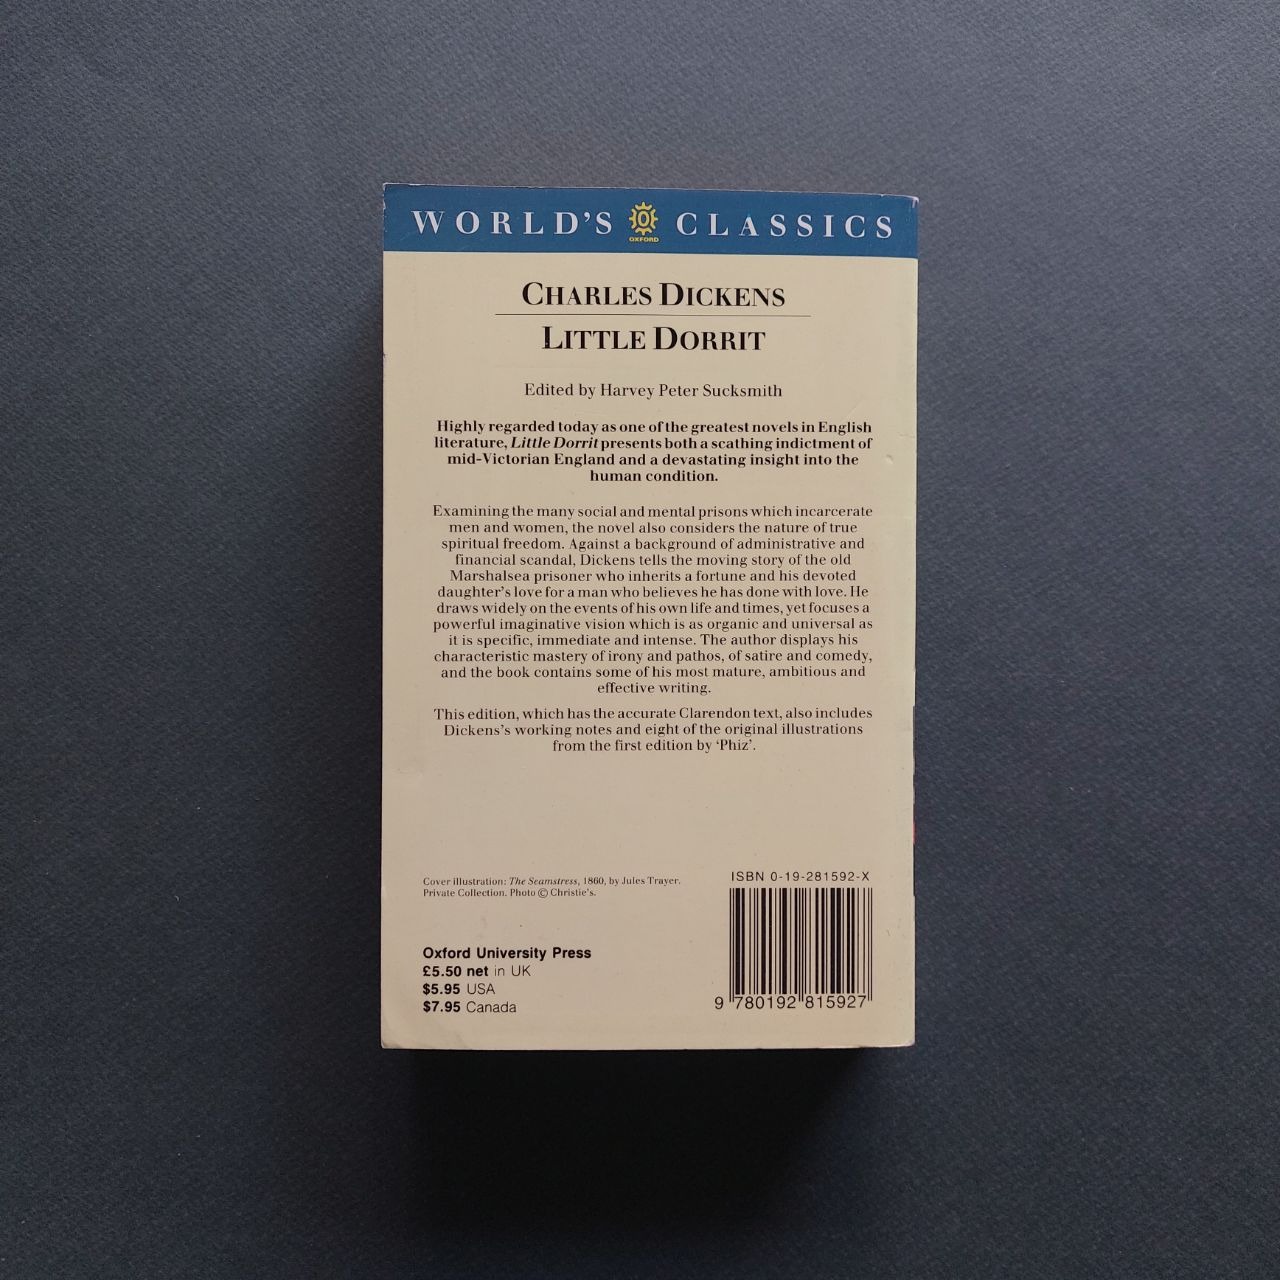 WORLD'S OXFORD CLASSICS
CHARLES DICKENS
LITTLE DORRIT
Edited by Harvey Peter Sucksmith
Highly regarded today as one of the greatest novels in English
literature, Little Dorrit presents both a scathing indictment of
mid-Victorian England and a devastating insight into the
human condition.
Examining the many social and mental prisons which incarcerate
men and women, the novel also considers the nature of true
spiritual freedom. Against a background of administrative and
financial scandal, Dickens tells the moving story of the old
Marshalsea prisoner who inherits a fortune and his devoted
daughter's love for a man who believes he has done with love. He
draws widely on the events of his own life and times, yet focuses a
powerful imaginative vision which is as organic and universal as
it is specific, immediate and intense. The author displays his
characteristic mastery of irony and pathos, of satire and comedy,
and the book contains some of his most mature, ambitious and
effective writing.
This edition, which has the accurate Clarendon text, also includes
Dickens's working notes and eight of the original illustrations
from the first edition by 'Phiz'.
Cover illustration: The Seamstress, 1860, by Jules Trayer.
Private Collection. Photo © Christie's.
Oxford University Press
£5.50 net in UK
$5.95 USA
$7.95 Canada
ISBN 0-19-281592-X
9 780192 815927